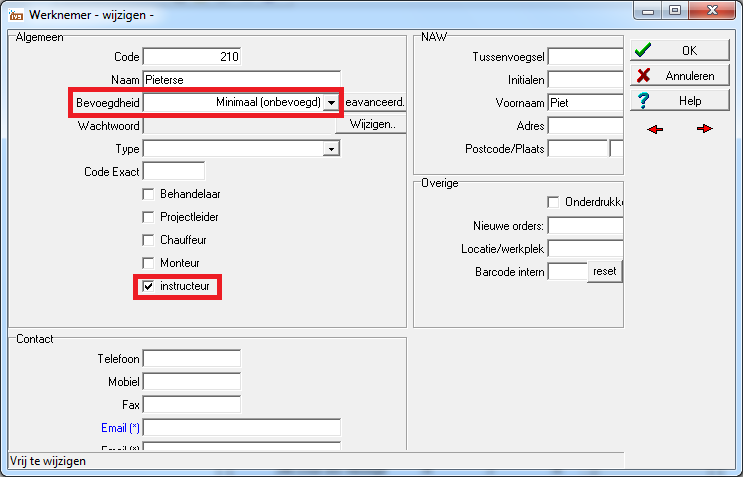 Werknemer - wijzigen -
Algemeen
Code 210
Naam Pieterse
Bevoegdheid Minimaal (onbevoegd) eavanceerd.
Wachtwoord Wijzigen..
Type
Code Exact
Behandelaar
Projectleider
Chauffeur
Monteur
instructeur
NAW
Tussenvoegsel
Initialen
Voornaam Piet
Adres
Postcode/Plaats
Overige
Onderdrukke
Nieuwe orders:
Locatie/werkplek
Barcode intern reset
OK
Annuleren
? Help
Contact
Telefoon
Mobiel
Fax
Email (*)
Email (*)
Vrij te wijzigen